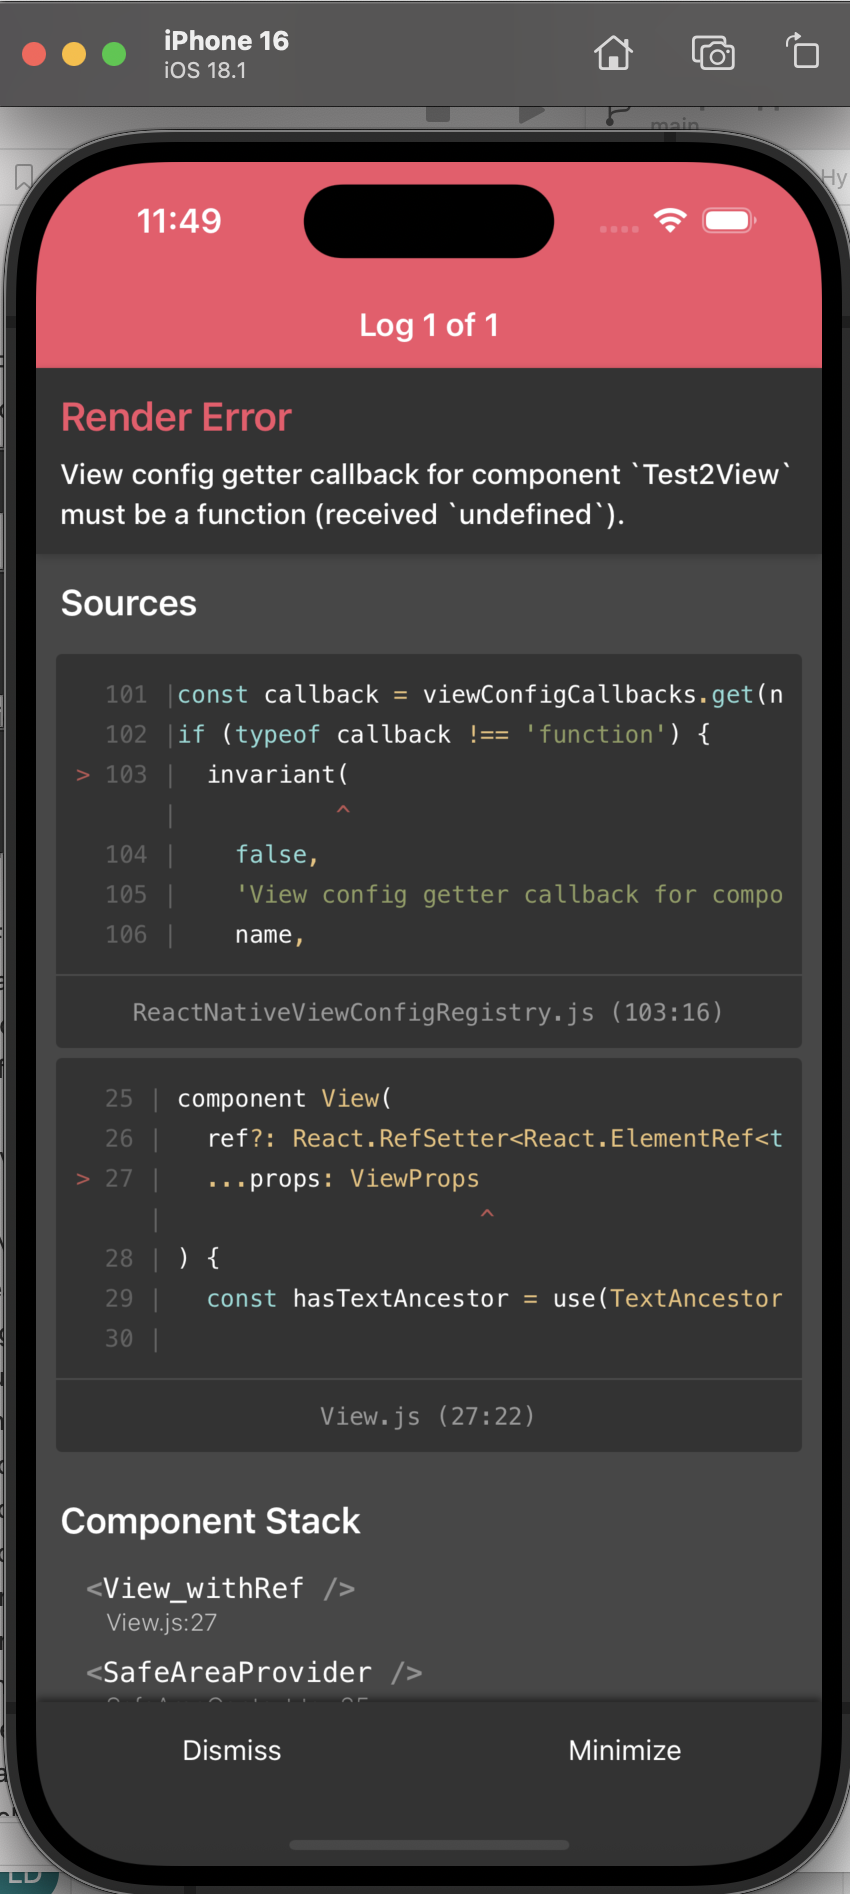 iPhone 16
iOS 18.1
main
Hy
11:49
Log 1 of 1
Render Error
View config getter callback for component `Test2View`
must be a function (received `undefined`).
Sources
101 |const callback = viewConfigCallbacks.get(n
102 |if (typeof callback !== 'function') {
> 103 |  invariant(
|           ^
104 |    false,
105 |    'View config getter callback for compo
106 |    name,
ReactNativeViewConfigRegistry.js (103:16)
25 | component View(
26 |   ref?: React.RefSetter<React.ElementRef<t
> 27 |   ...props: ViewProps
|                      ^
28 | ) {
29 |   const hasTextAncestor = use(TextAncestor
30 |
View.js (27:22)
Component Stack
<View_withRef />
View.js:27
<SafeAreaProvider />
Dismiss
Minimize
LD